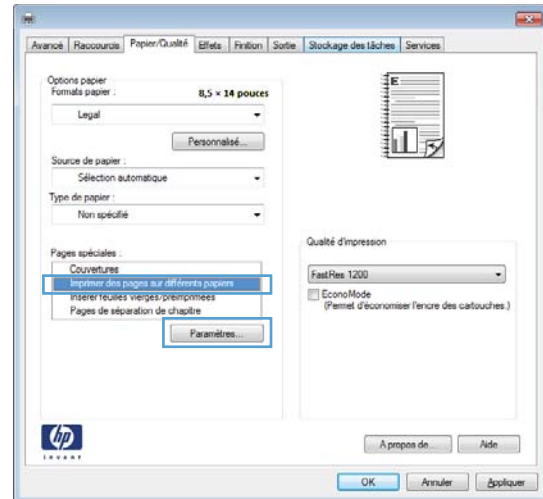 Avancé Raccourcis Papier/Qualité Effets Finition Sortie Stockage des tâches Services
Options papier
Formats papier :
8,5 × 14 pouces
Legal
Personnalisé...
Source de papier :
Sélection automatique
Type de papier :
Non spécifié
Pages spéciales :
Couvertures
Imprimer des pages sur différents papiers
Insérer feuilles vierges/préimprimées
Pages de séparation de chapitre
Paramètres...
E
Qualité d'impression
FastRes 1200
EconoMode
(Permet d'économiser l'encre des cartouches.)
hp
invent
A propos de...
Aide
OK Annuler Appliquer